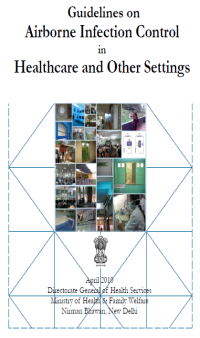 Guidelines on
Airborne Infection Control
in
Healthcare and Other Settings
April 2010
Directorate General of Health Services
Ministry of Health & Family Welfare
Nirman Bhawan, New Delhi